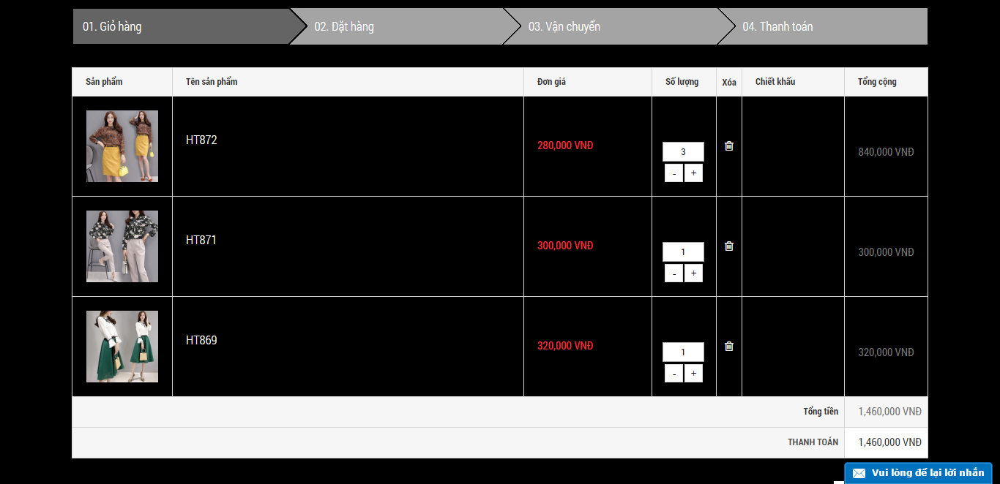 01. Giỏ hàng 02. Đặt hàng 03. Vận chuyển 04. Thanh toán
Sản phẩm Tên sản phẩm Đơn giá Số lượng Xóa Chiết khấu Tổng cộng
HT872 280,000 VNĐ 3 840,000 VNĐ
- +
HT871 300,000 VNĐ 1 300,000 VNĐ
- +
HT869 320,000 VNĐ 1 320,000 VNĐ
- +
Tổng tiền 1,460,000 VNĐ
THANH TOÁN 1,460,000 VNĐ
Vui lòng để lại lời nhắn